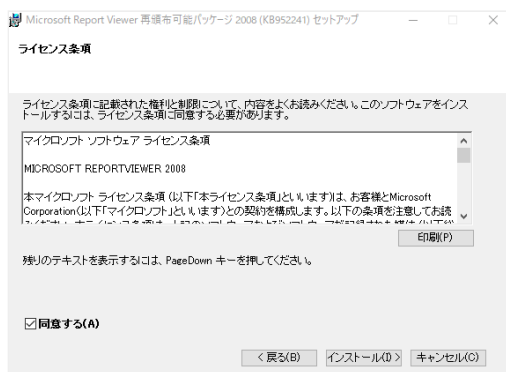 Microsoft Report Viewer 再頒布可能パッケージ 2008 (KB952241) セットアップ
ライセンス条項
ライセンス条項に記載された権利と制限について、内容をよくお読みください。このソフトウェアをインス
トールするには、ライセンス条項に同意する必要があります。
マイクロソフト ソフトウェア ライセンス条項
MICROSOFT REPORTVIEWER 2008
本マイクロソフト ライセンス条項 (以下「本ライセンス条項」といいます)は、お客様とMicrosoft
Corporation(以下「マイクロソフト」といいます)との契約を構成します。以下の条項を注意してお読
印刷(P)
残りのテキストを表示するには、PageDown キーを押してください。
同意する(A)
< 戻る(B)
インストール(I) >
キャンセル(C)